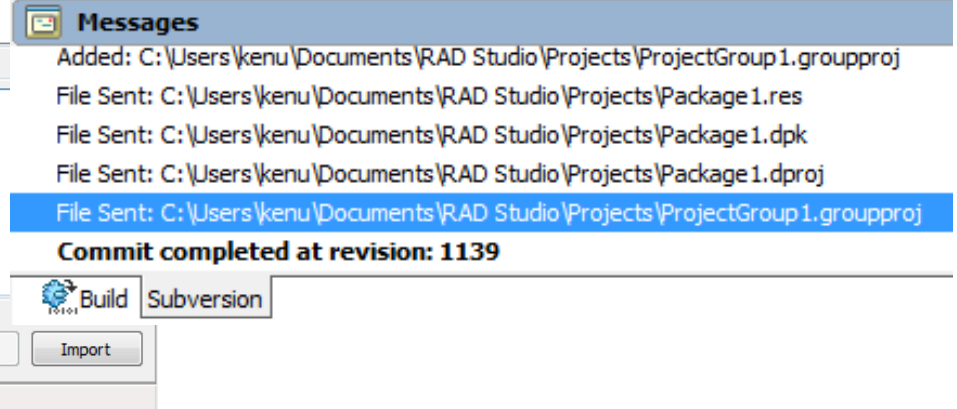 Messages
Added: C:\Users\kenu\Documents\RAD Studio\Projects\ProjectGroup1.groupproj
File Sent: C:\Users\kenu\Documents\RAD Studio\Projects\Package1.res
File Sent: C:\Users\kenu\Documents\RAD Studio\Projects\Package1.dpk
File Sent: C:\Users\kenu\Documents\RAD Studio\Projects\Package1.dproj
File Sent: C:\Users\kenu\Documents\RAD Studio\Projects\ProjectGroup1.groupproj
Commit completed at revision: 1139
Build Subversion
Import